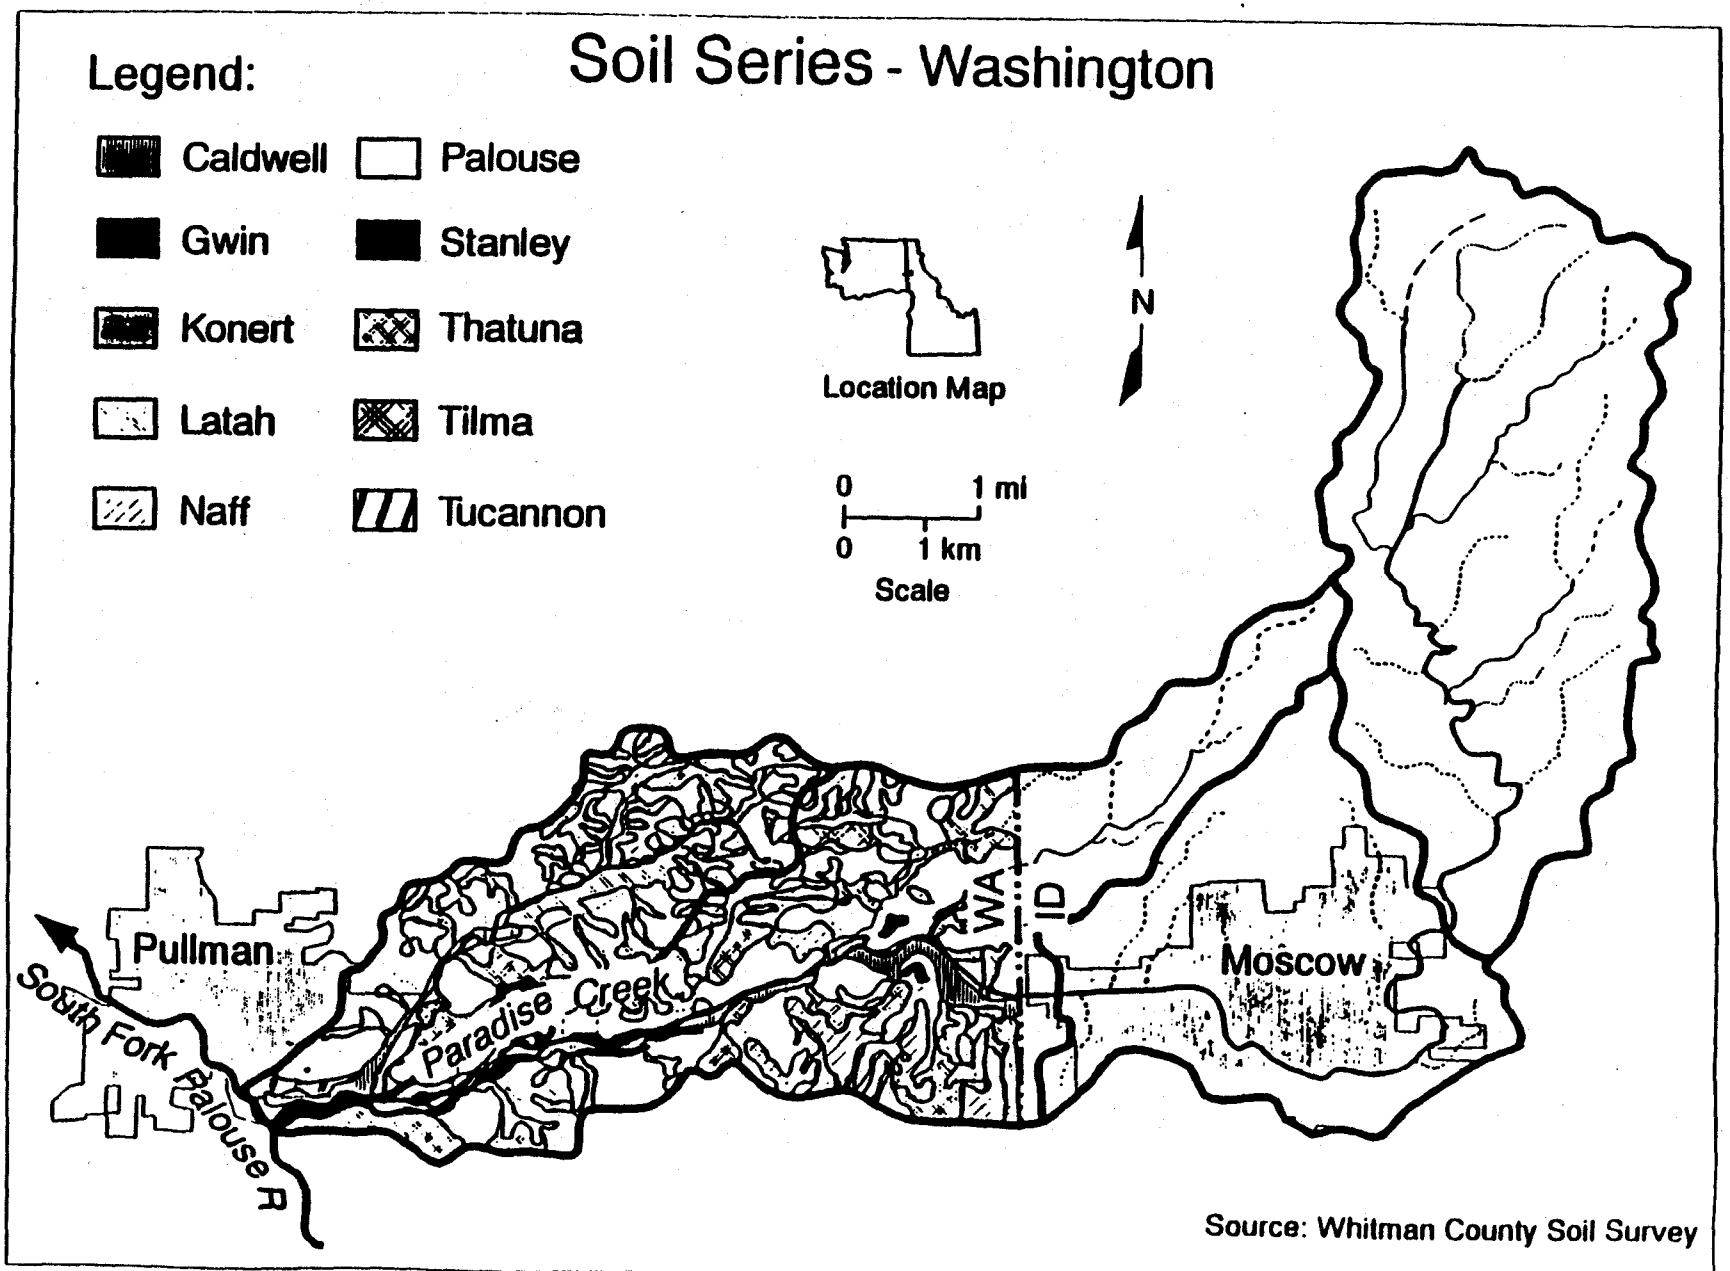 Soil Series - Washington
Legend:
Caldwell
Palouse
Gwin
Stanley
Konert
Thatuna
Latah
Tilma
Naff
Tucannon
N
Location Map
0 1 mi
0 1 km
Scale
WA
ID
Pullman
Moscow
Paradise Creek
South Fork Palouse R
Source: Whitman County Soil Survey